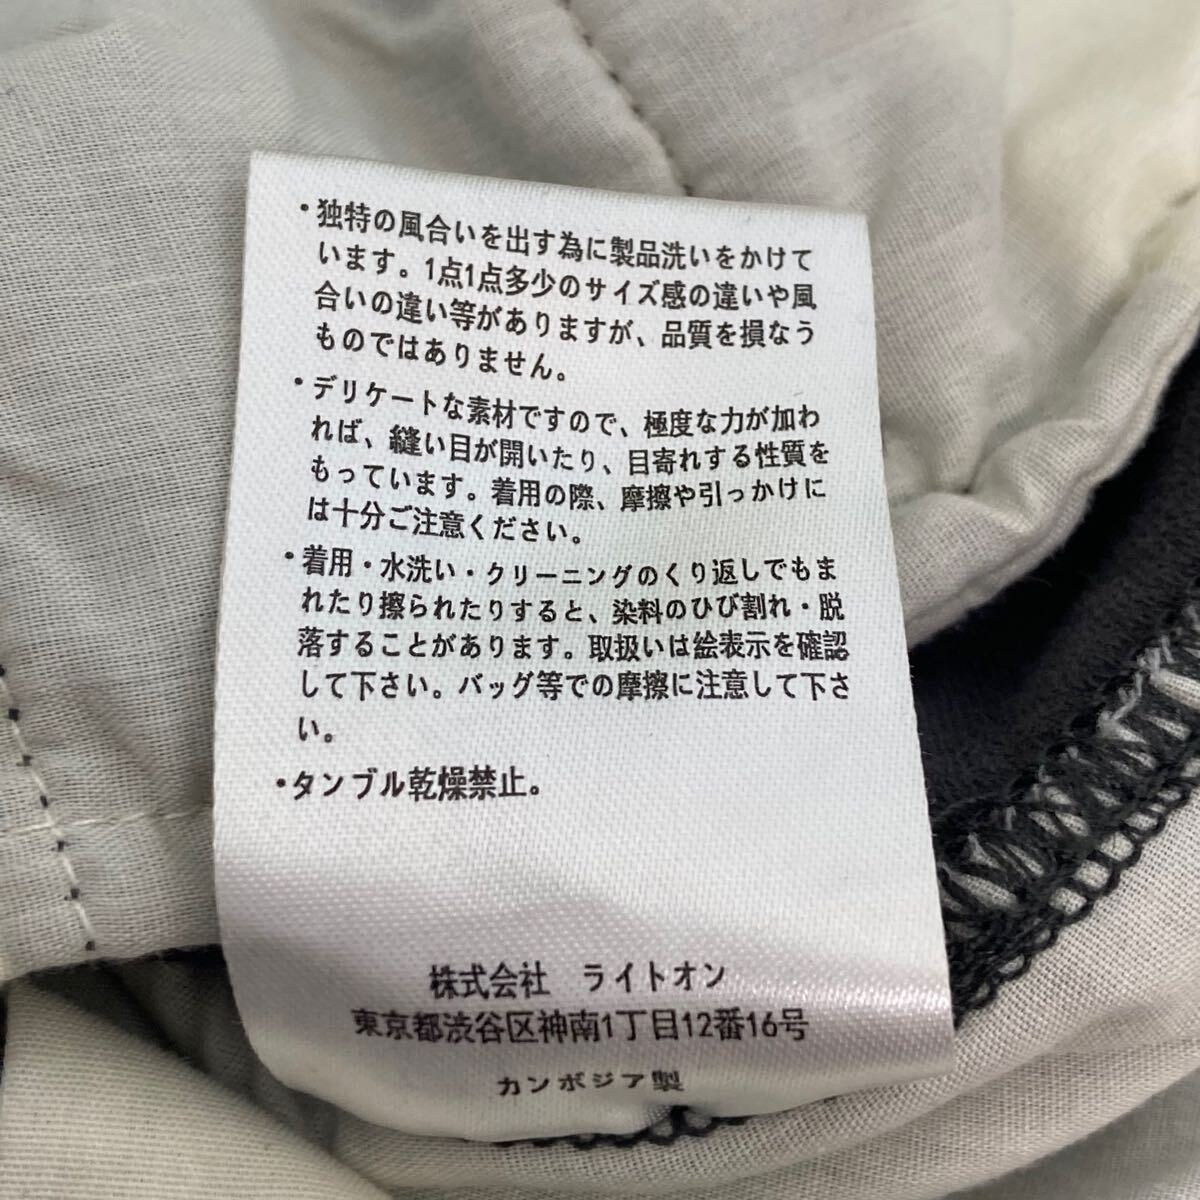 ・独特の風合いを出す為に製品洗いをかけて
います。1点1点多少のサイズ感の違いや風
合いの違い等がありますが、品質を損なう
ものではありません。
・デリケートな素材ですので、極度な力が加わ
れば、縫い目が開いたり、目寄れする性質を
もっています。着用の際、摩擦や引っかけに
は十分ご注意ください。
・着用・水洗い・クリーニングのくり返しでもま
れたり擦られたりすると、染料のひび割れ・脱
落することがあります。取扱いは絵表示を確認
して下さい。バッグ等での摩擦に注意して下さ
い。
・タンブル乾燥禁止。
株式会社 ライトオン
東京都渋谷区神南1丁目12番16号
カンボジア製